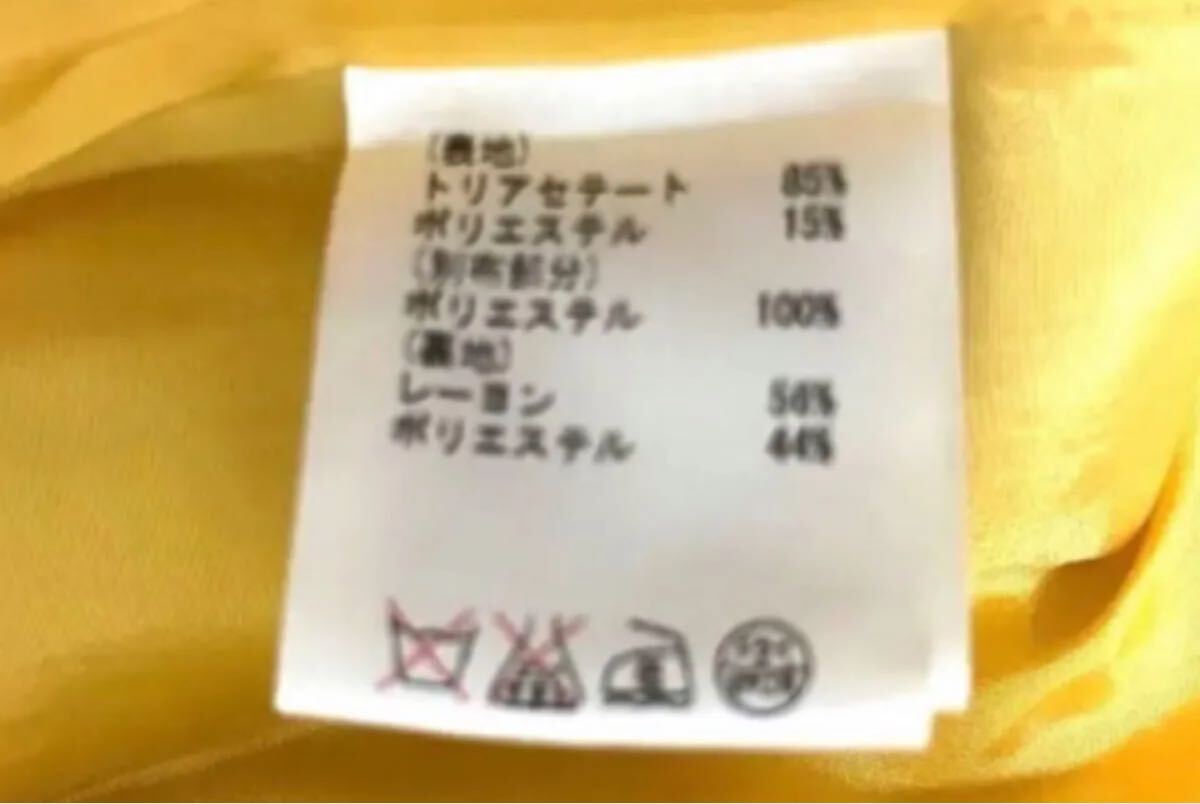 (表地)
トリアセテート 85%
ポリエステル 15%
(別布部分)
ポリエステル 100%
(裏地)
レーヨン 56%
ポリエステル 44%